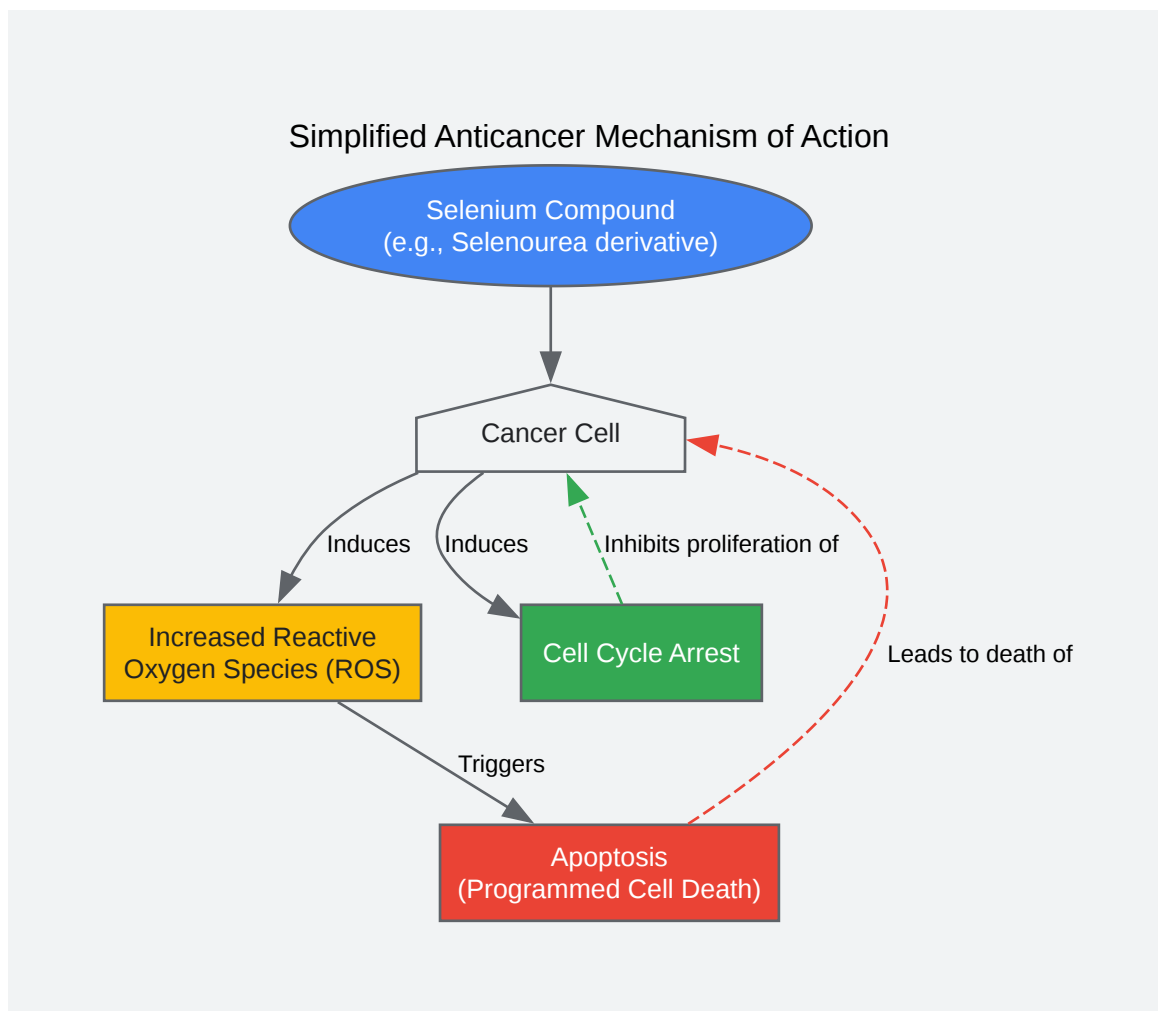 Simplified Anticancer Mechanism of Action
Selenium Compound
(e.g., Selenourea derivative)
Cancer Cell
Induces
Induces
Inhibits proliferation of
Increased Reactive
Oxygen Species (ROS)
Cell Cycle Arrest
Leads to death of
Triggers
Apoptosis
(Programmed Cell Death)